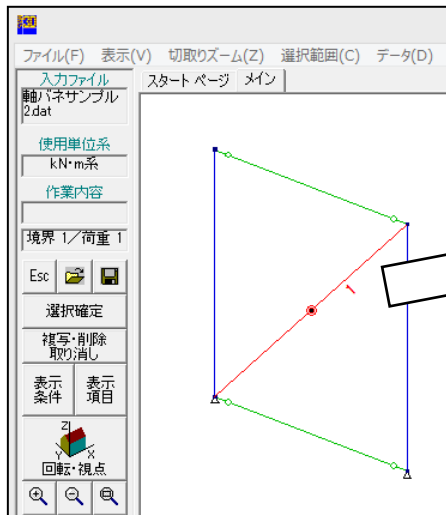 ファイル(F) 表示(V) 切取りズーム(Z) 選択範囲(C) データ(D)
入力ファイル
軸バネサンプル
2.dat
使用単位系
kN・m系
作業内容
境界 1／荷重 1
Esc
選択確定
複写・削除
取り消し
表示
条件
表示
項目
Z
Y X
回転・視点
スタート ページ メイン
1